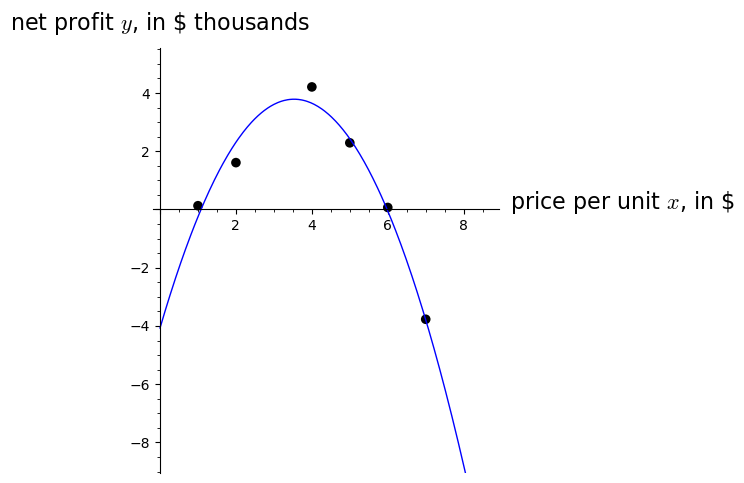 net profit y, in $ thousands
4
2
price per unit x, in $
2 4 6 8
−2
−4
−6
−8